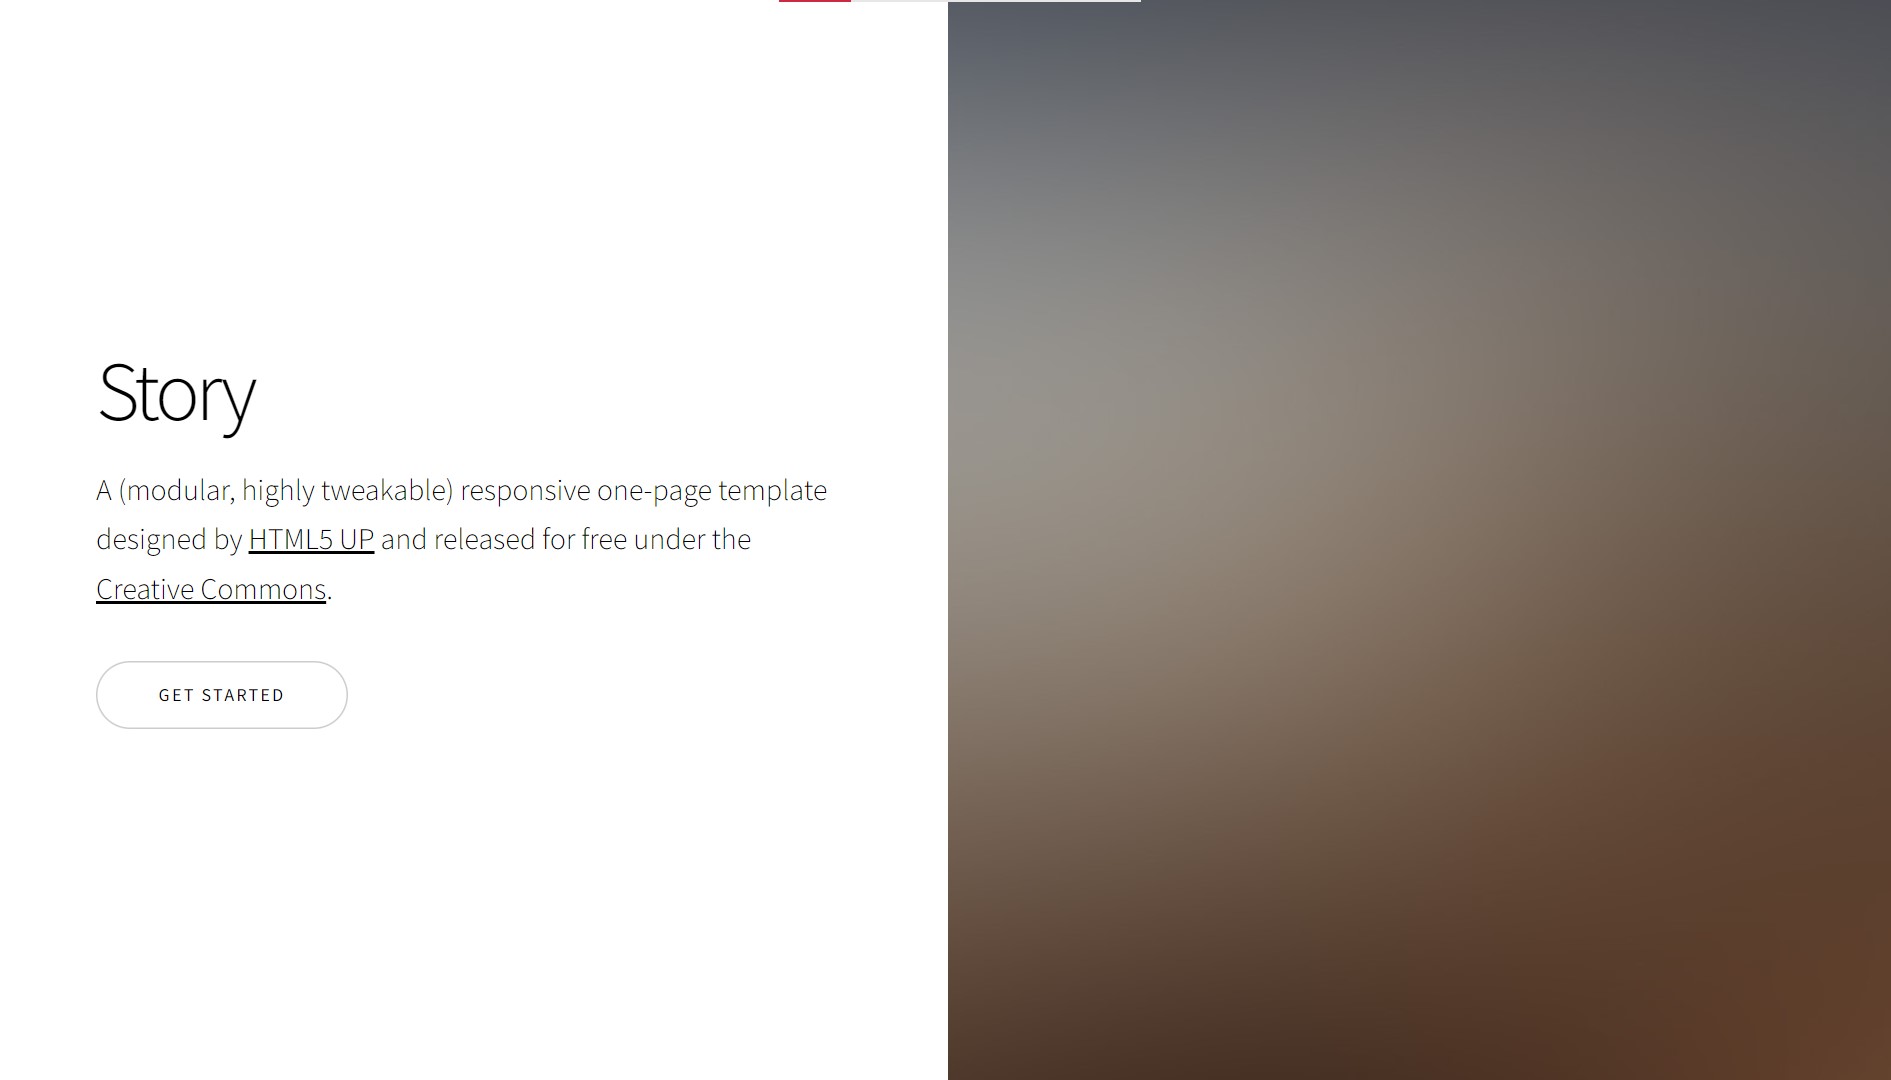 Story
A (modular, highly tweakable) responsive one-page template
designed by HTML5 UP and released for free under the
Creative Commons.
GET STARTED